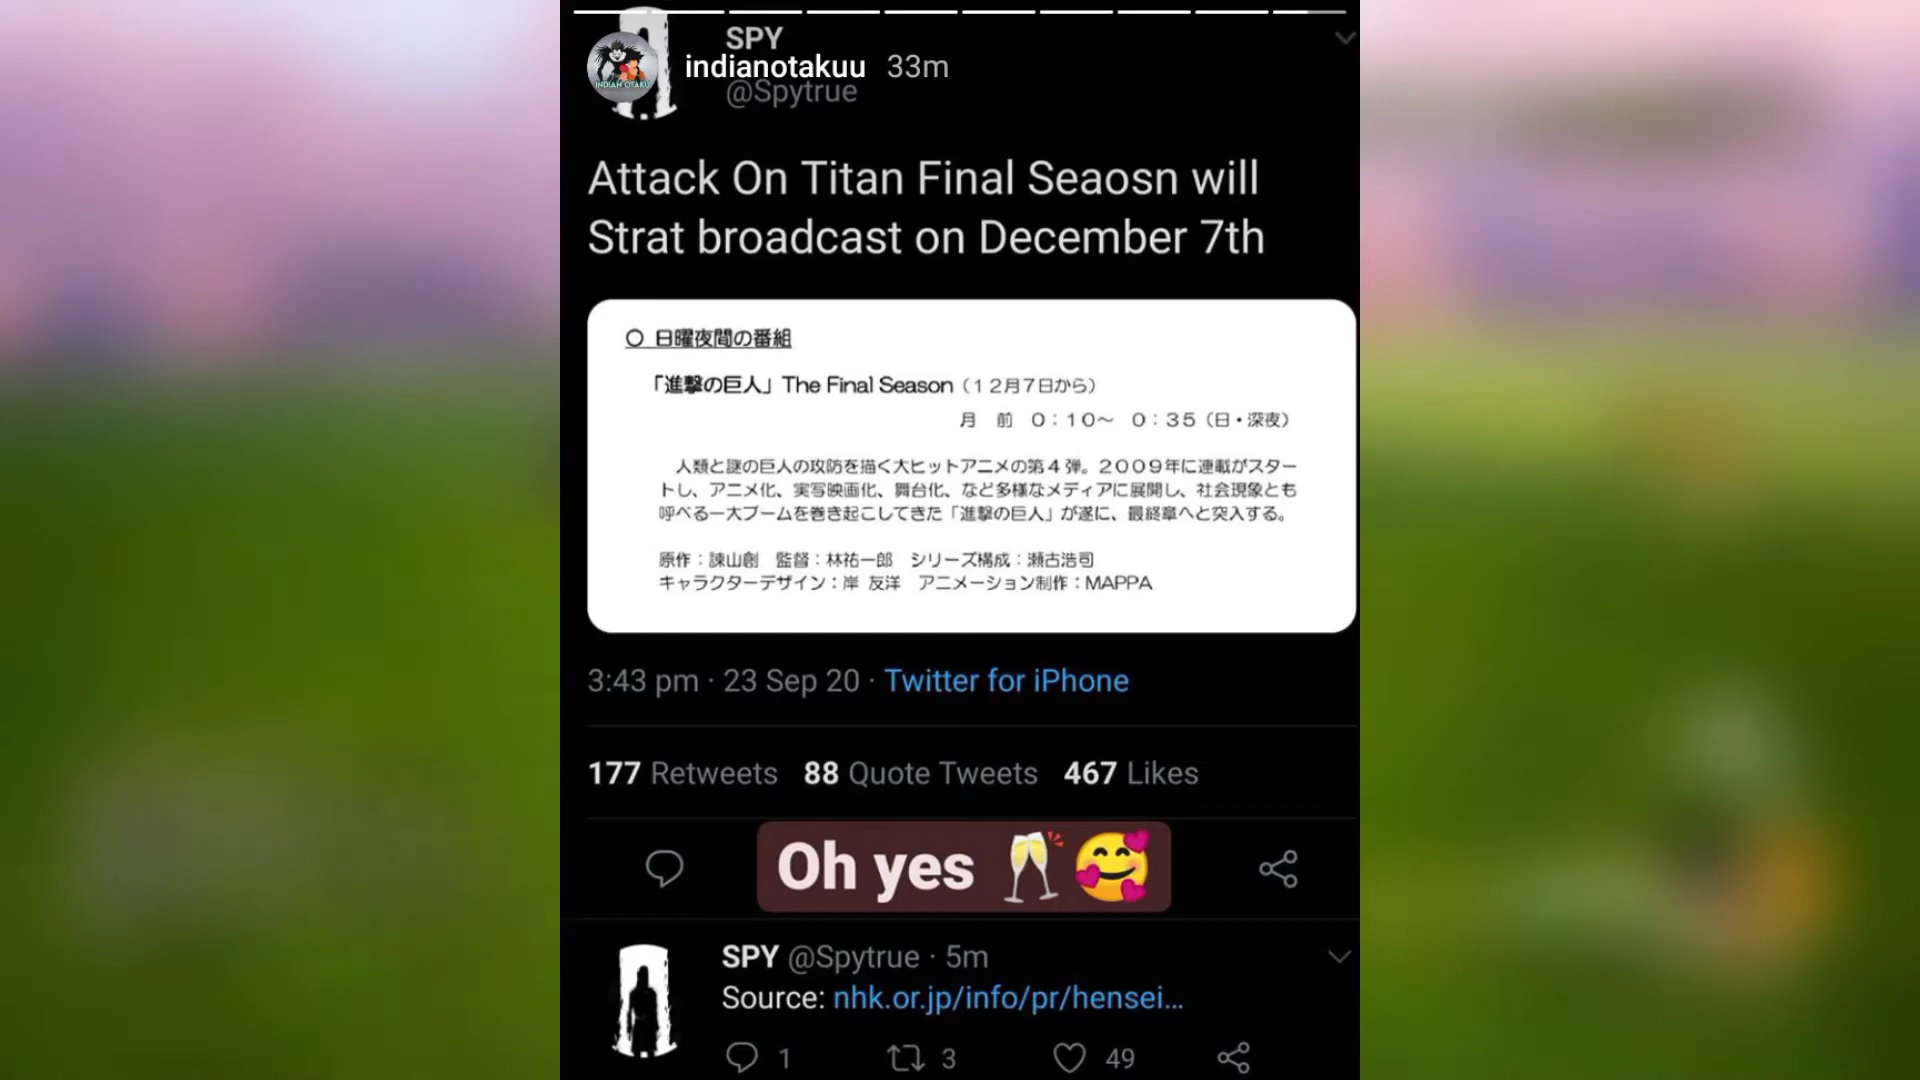 SPY
indianotakuu 33m
@Spytrue
INDIAN OTAKU
Attack On Titan Final Seaosn will
Strat broadcast on December 7th
〇 日曜夜間の番組
「進撃の巨人」The Final Season（１２月７日から）
月 前 ０：１０～ ０：３５（日・深夜）
人類と謎の巨人の攻防を描く大ヒットアニメの第４弾。２００９年に連載がスター
トし、アニメ化、実写映画化、舞台化、など多様なメディアに展開し、社会現象とも
呼べる一大ブームを巻き起こしてきた「進撃の巨人」が遂に、最終章へと突入する。
原作：諫山創 監督：林祐一郎 シリーズ構成：瀬古浩司
キャラクターデザイン：岸 友洋 アニメーション制作：MAPPA
3:43 pm · 23 Sep 20 · Twitter for iPhone
177 Retweets 88 Quote Tweets 467 Likes
Oh yes 🥂🥰
SPY @Spytrue · 5m
Source: nhk.or.jp/info/pr/hensei...
1 3 49